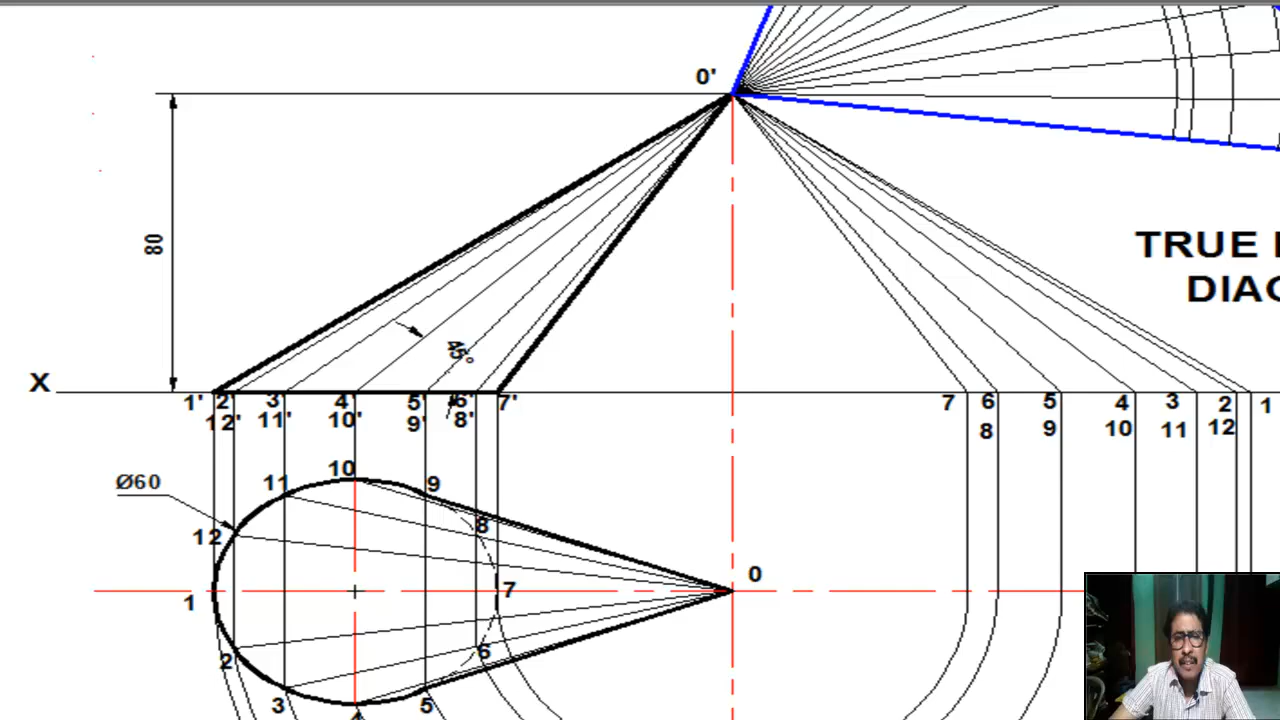 0'
80
TRUE
45°
X
1' 2' 3' 4' 5' 6' 7'
12' 11' 10' 9' 8'
7 6 5 4 3 2 1
8 9 10 11 12
Ø60
11 10 9
12 8
0
1 7
2 6
3 4 5